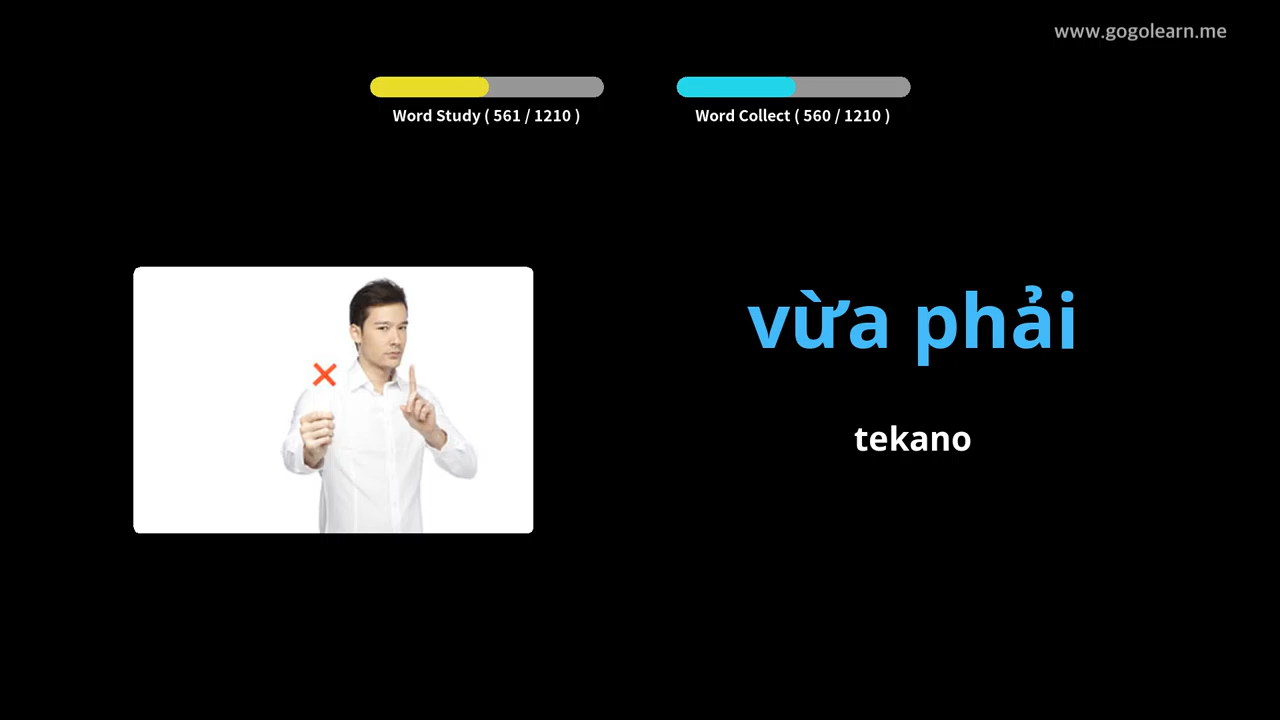 www.gogolearn.me
Word Study ( 561 / 1210 )
Word Collect ( 560 / 1210 )
vừa phải
tekano